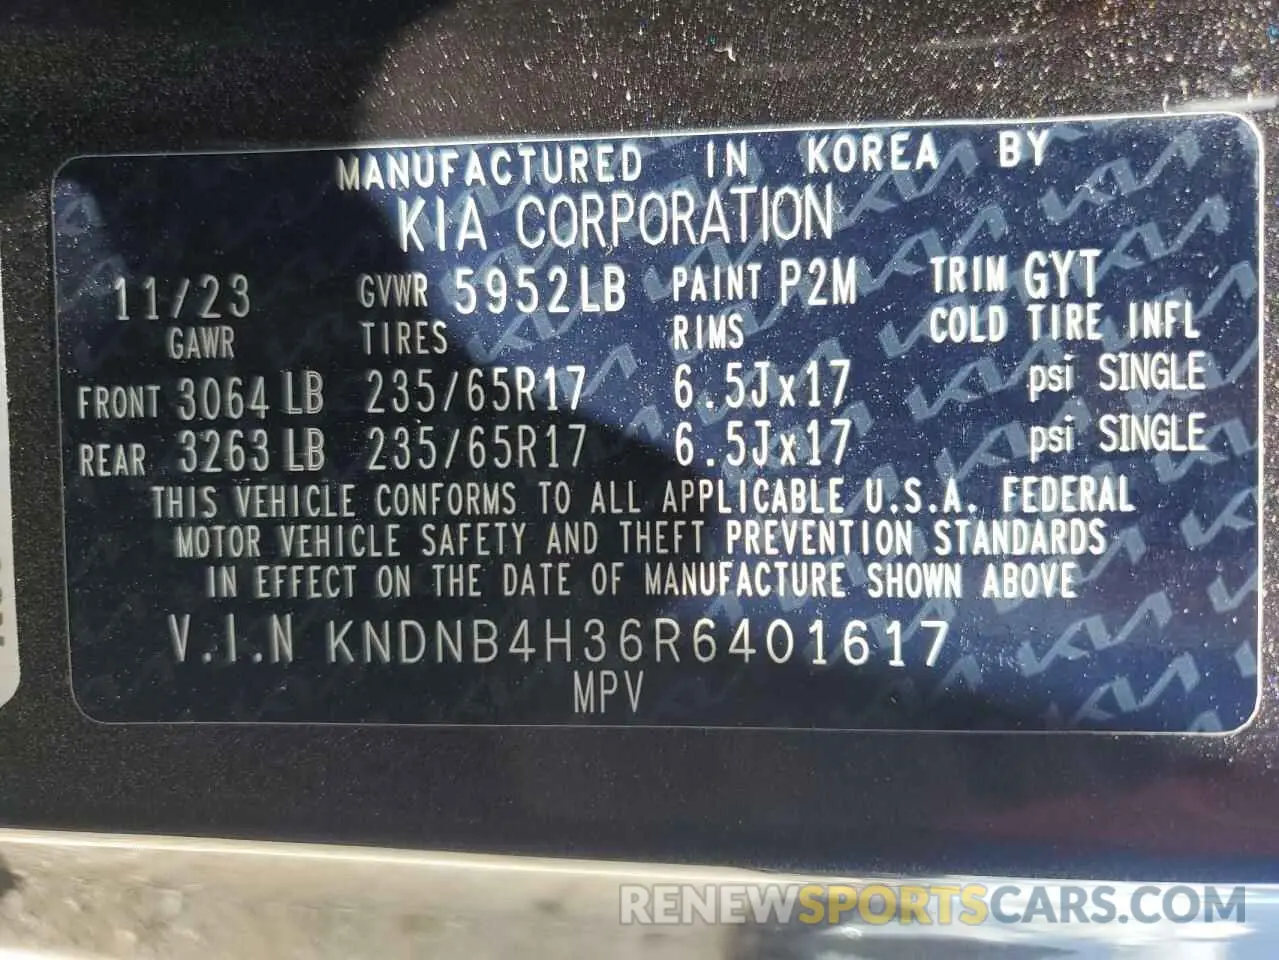 MANUFACTURED IN KOREA BY
KIA CORPORATION
11/23 GVWR 5952LB PAINT P2M TRIM GYT
GAWR TIRES RIMS COLD TIRE INFL
FRONT 3064 LB 235/65R17 6.5Jx17 psi SINGLE
REAR 3263 LB 235/65R17 6.5Jx17 psi SINGLE
THIS VEHICLE CONFORMS TO ALL APPLICABLE U.S.A. FEDERAL
MOTOR VEHICLE SAFETY AND THEFT PREVENTION STANDARDS
IN EFFECT ON THE DATE OF MANUFACTURE SHOWN ABOVE
V.I.N KNDNB4H36R6401617
MPV
RENEWSPORTSCARS.COM